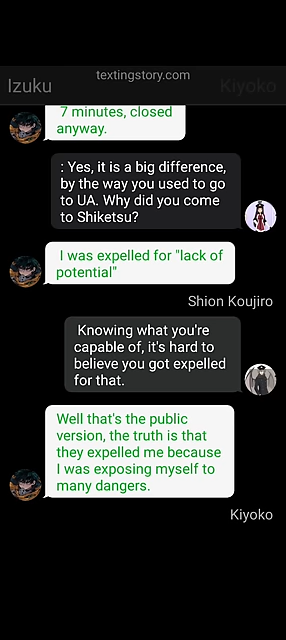 textingstory.com
Izuku
Kiyoko
7 minutes, closed
anyway.
: Yes, it is a big difference,
by the way you used to go
to UA. Why did you come
to Shiketsu?
I was expelled for "lack of
potential"
Shion Koujiro
Knowing what you're
capable of, it's hard to
believe you got expelled
for that.
Well that's the public
version, the truth is that
they expelled me because
I was exposing myself to
many dangers.
Kiyoko